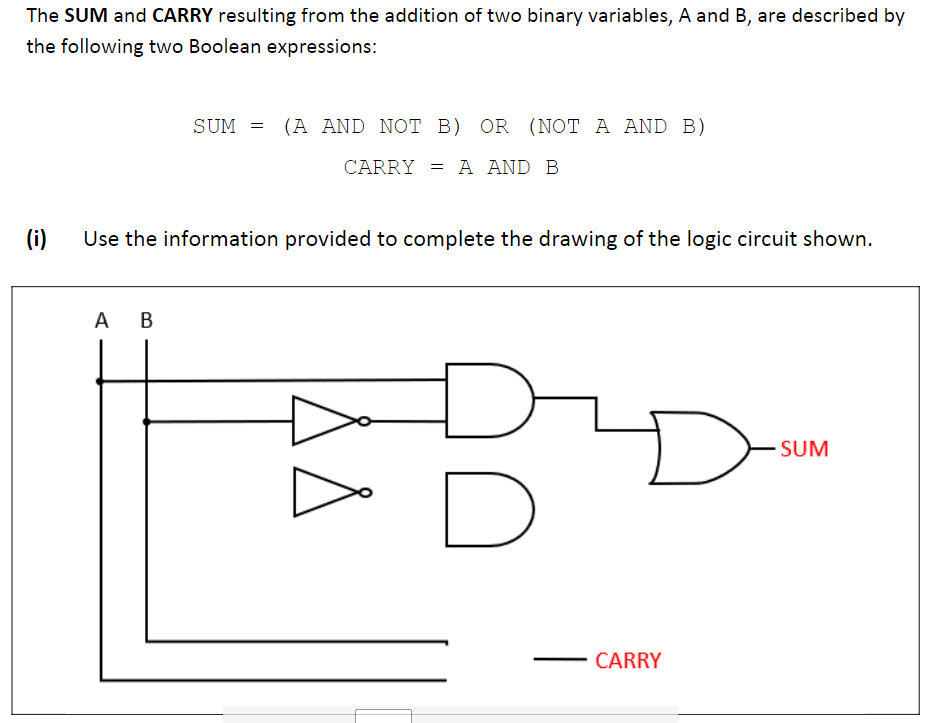 The SUM and CARRY resulting from the addition of two binary variables, A and B, are described by
the following two Boolean expressions:
SUM = (A AND NOT B) OR (NOT A AND B)
CARRY = A AND B
(i) Use the information provided to complete the drawing of the logic circuit shown.
A B
SUM
CARRY